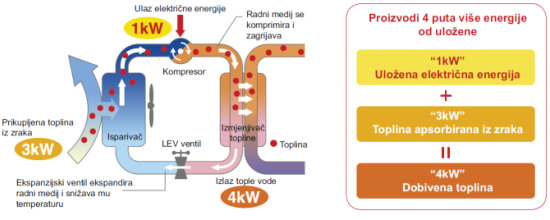 Ulaz električne energije
1kW
Kompresor
Radni medij se
komprimira i
zagrijava
Prikupljena toplina
iz zraka
3kW
Isparivač
LEV ventil
Izmjenjivač
topline
Toplina
Ekspanzijski ventil ekspandira
radni medij i snižava mu
temperaturu
Izlaz tople vode
4kW
Proizvodi 4 puta više energije
od uložene
“1kW”
Uložena električna energija
+
“3kW”
Toplina apsorbirana iz zraka
=
“4kW”
Dobivena toplina